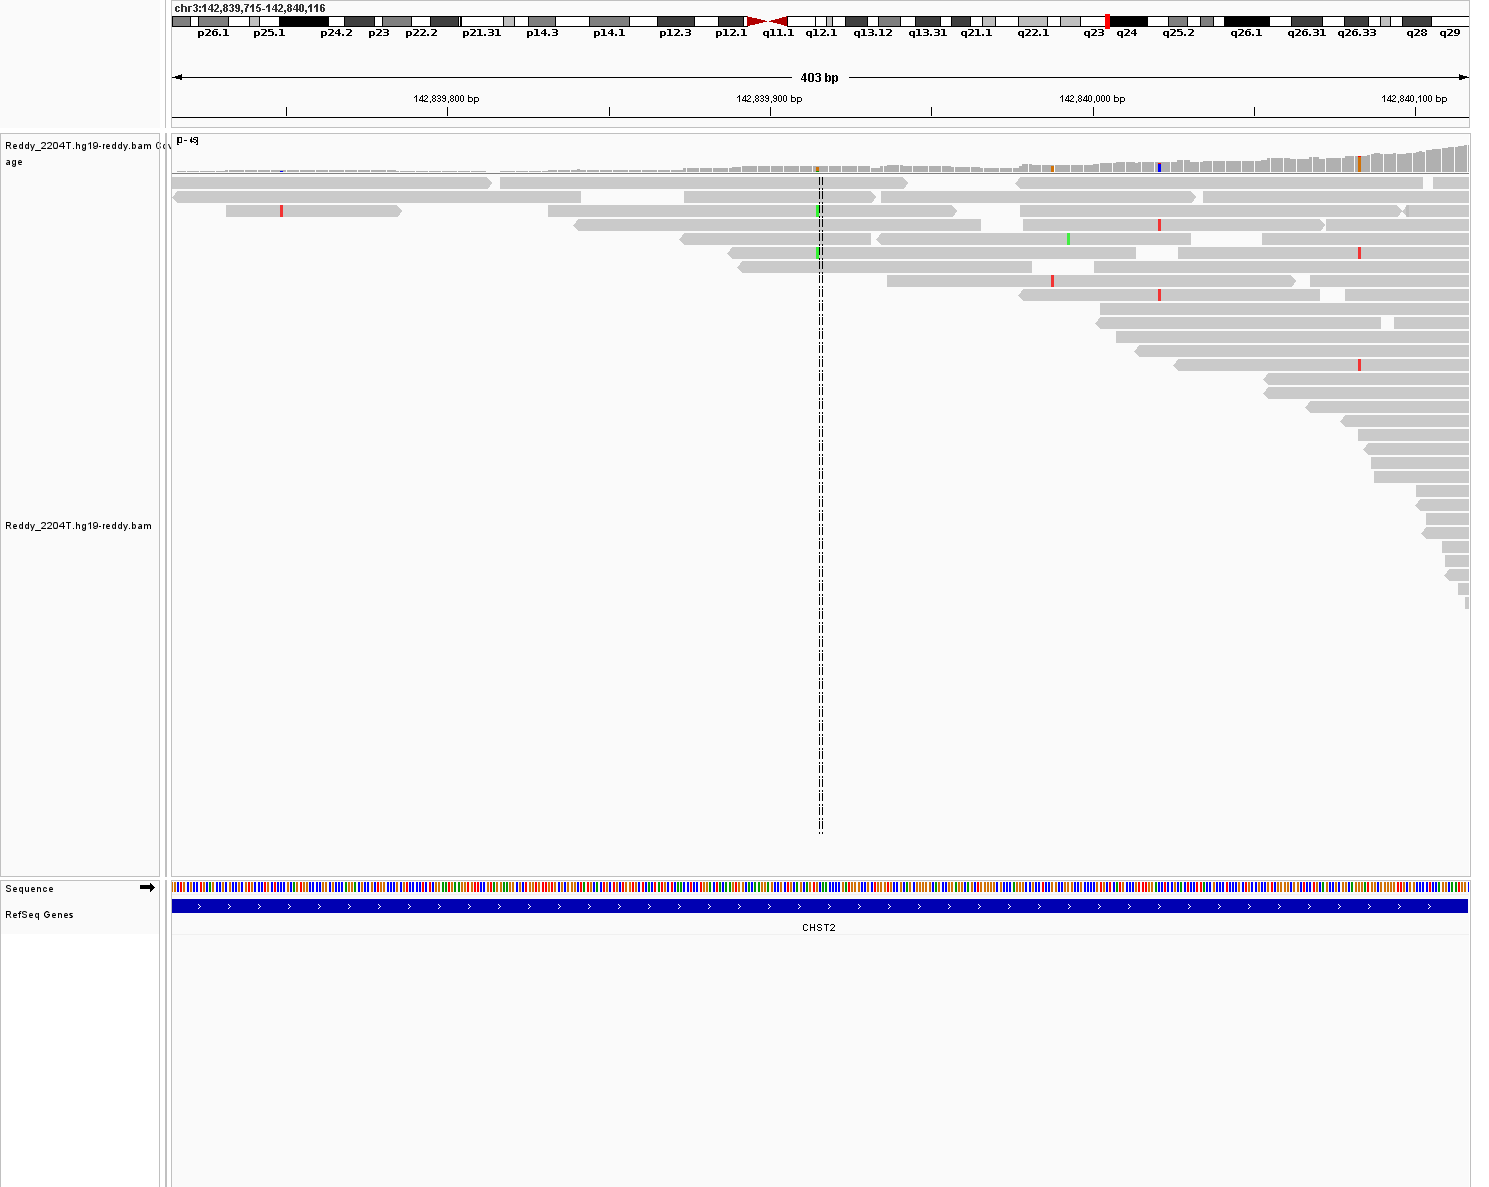 chr3:142,839,715-142,840,116
p26.1 p25.1 p24.2 p23 p22.2 p21.31 p14.3 p14.1 p12.3 p12.1 q11.1 q12.1 q13.12 q13.31 q21.1 q22.1 q23 q24 q25.2 q26.1 q26.31 q26.33 q28 q29
403 bp
142,839,800 bp 142,839,900 bp 142,840,000 bp 142,840,100 bp
[0 - 45]
Reddy_2204T.hg19-reddy.bam Cov
age
Reddy_2204T.hg19-reddy.bam
Sequence
RefSeq Genes
CHST2